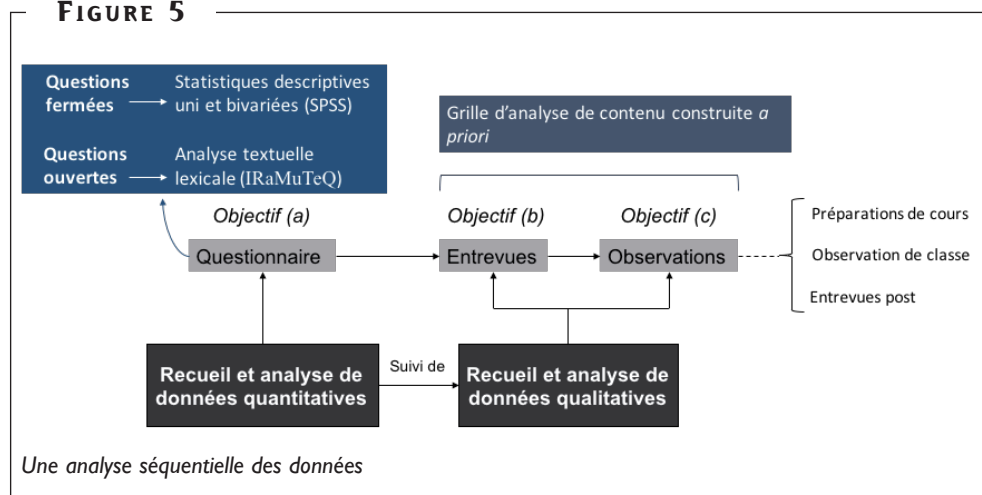 FIGURE 5
Questions fermées
Statistiques descriptives
uni et bivariées (SPSS)
Questions ouvertes
Analyse textuelle
lexicale (IRaMuTeQ)
Grille d'analyse de contenu construite a
priori
Objectif (a)
Objectif (b)
Objectif (c)
Questionnaire
Entrevues
Observations
Préparations de cours
Observation de classe
Entrevues post
Recueil et analyse de
données quantitatives
Suivi de
Recueil et analyse de
données qualitatives
Une analyse séquentielle des données